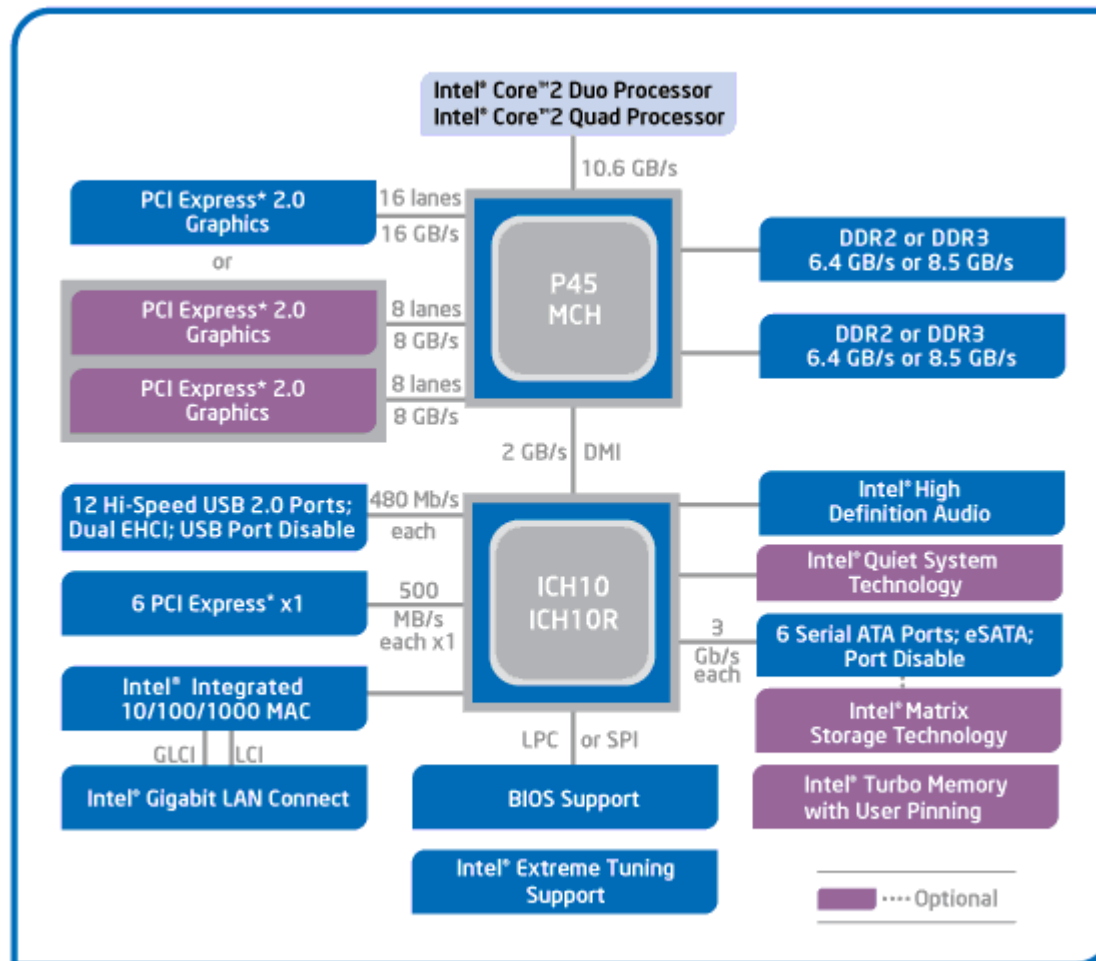 Intel® Core™2 Duo Processor
Intel® Core™2 Quad Processor
10.6 GB/s
PCI Express* 2.0
Graphics
16 lanes
16 GB/s
or
PCI Express* 2.0
Graphics
8 lanes
8 GB/s
PCI Express* 2.0
Graphics
8 lanes
8 GB/s
P45
MCH
DDR2 or DDR3
6.4 GB/s or 8.5 GB/s
DDR2 or DDR3
6.4 GB/s or 8.5 GB/s
2 GB/s DMI
12 Hi-Speed USB 2.0 Ports;
Dual EHCI; USB Port Disable
480 Mb/s
each
6 PCI Express* x1
500
MB/s
each x1
Intel® Integrated
10/100/1000 MAC
GLCI LCI
Intel® Gigabit LAN Connect
ICH10
ICH10R
Intel® High
Definition Audio
Intel® Quiet System
Technology
3
Gb/s
each
6 Serial ATA Ports; eSATA;
Port Disable
Intel® Matrix
Storage Technology
Intel® Turbo Memory
with User Pinning
LPC or SPI
BIOS Support
Intel® Extreme Tuning
Support
Optional